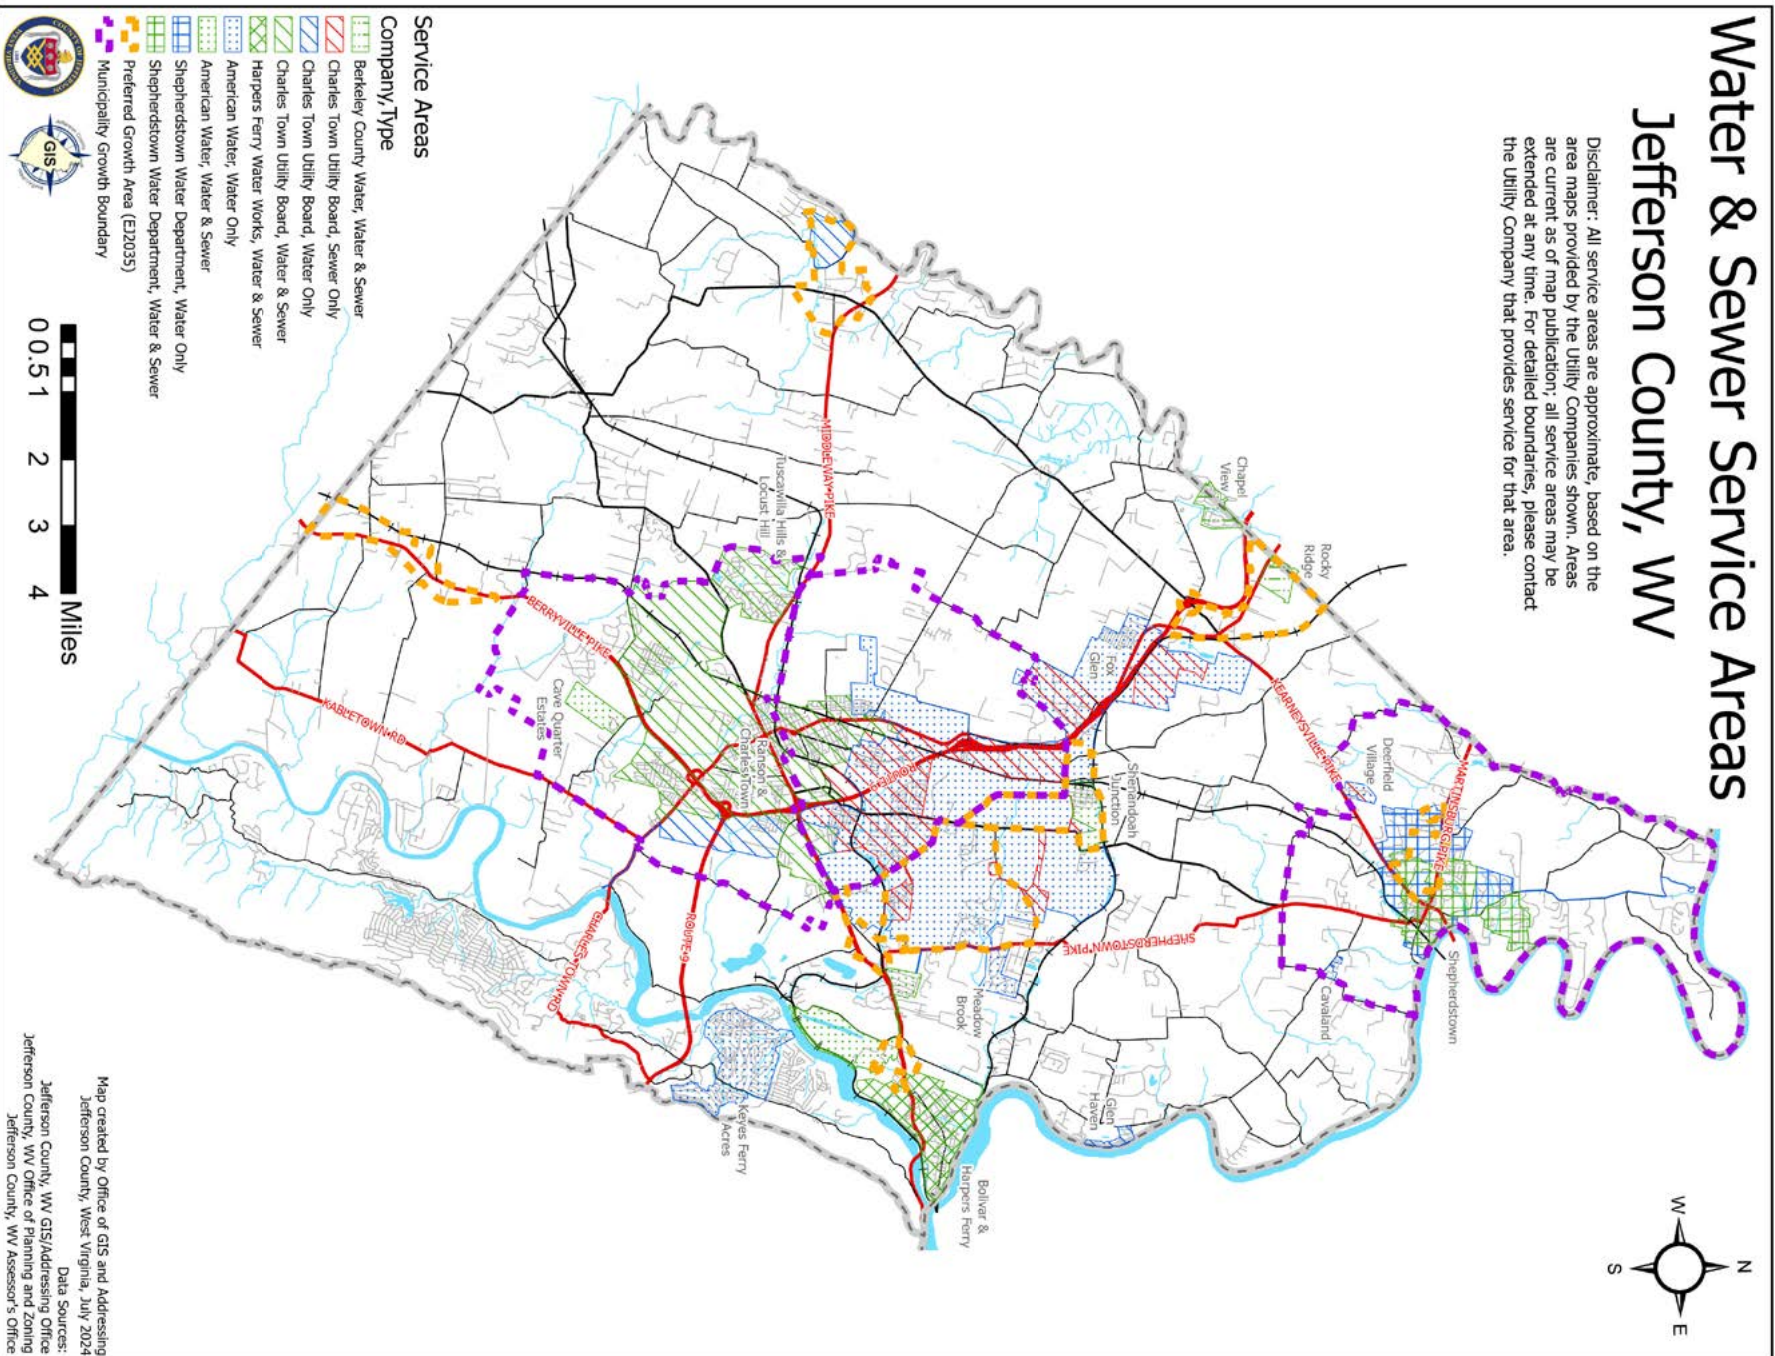 Water & Sewer Service Areas
Jefferson County, WV
Disclaimer: All service areas are approximate, based on the
area maps provided by the Utility Companies shown. Areas
are current as of map publication; all service areas may be
extended at any time. For detailed boundaries, please contact
the Utility Company that provides service for that area.
N
W
E
S
Chapel
View
Rocky
Ridge
KEARNEYSVILLE PIKE
MARTINSBURG PIKE
Deerfield
Village
Shepherdstown
Cavaland
SHEPHERDSTOWN PIKE
Shenandoah
Junction
Fox
Glen
Glen
Haven
Meadow
Brook
Bolivar &
Harpers Ferry
MIDDLEWAY PIKE
Tuscawilla Hills &
Locust Hill
ROUTE 9
Ranson &
Charles Town
Keyes Ferry
Acres
ROUTE 9
BERRYVILLE PIKE
Cave Quarter
Estates
CHARLES TOWN RD
KABLETOWN RD
Service Areas
Company,Type
Berkeley County Water, Water & Sewer
Charles Town Utility Board, Sewer Only
Charles Town Utility Board, Water Only
Charles Town Utility Board, Water & Sewer
Harpers Ferry Water Works, Water & Sewer
American Water, Water Only
American Water, Water & Sewer
Shepherdstown Water Department, Water Only
Shepherdstown Water Department, Water & Sewer
Preferred Growth Area (EJ2035)
Municipality Growth Boundary
GIS
0 0.5 1 2 3 4
Miles
Map created by Office of GIS and Addressing
Jefferson County, West Virginia, July 2024
Data Sources:
Jefferson County, WV GIS/Addressing Office
Jefferson County, WV Office of Planning and Zoning
Jefferson County, WV Assessor's Office